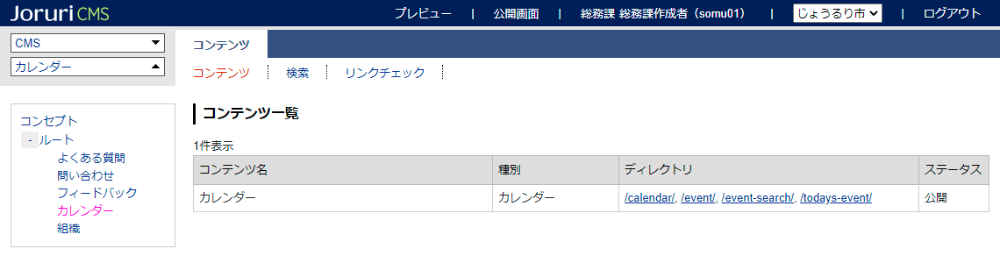 Joruri CMS プレビュー | 公開画面 | 総務課 総務課作成者（somu01） | じょうるり市 | ログアウト
CMS
カレンダー
コンテンツ
コンテンツ 検索 リンクチェック
コンセプト
- ルート
よくある質問
問い合わせ
フィードバック
カレンダー
組織
コンテンツ一覧
1件表示
コンテンツ名 種別 ディレクトリ ステータス
カレンダー カレンダー /calendar/, /event/, /event-search/, /todays-event/ 公開